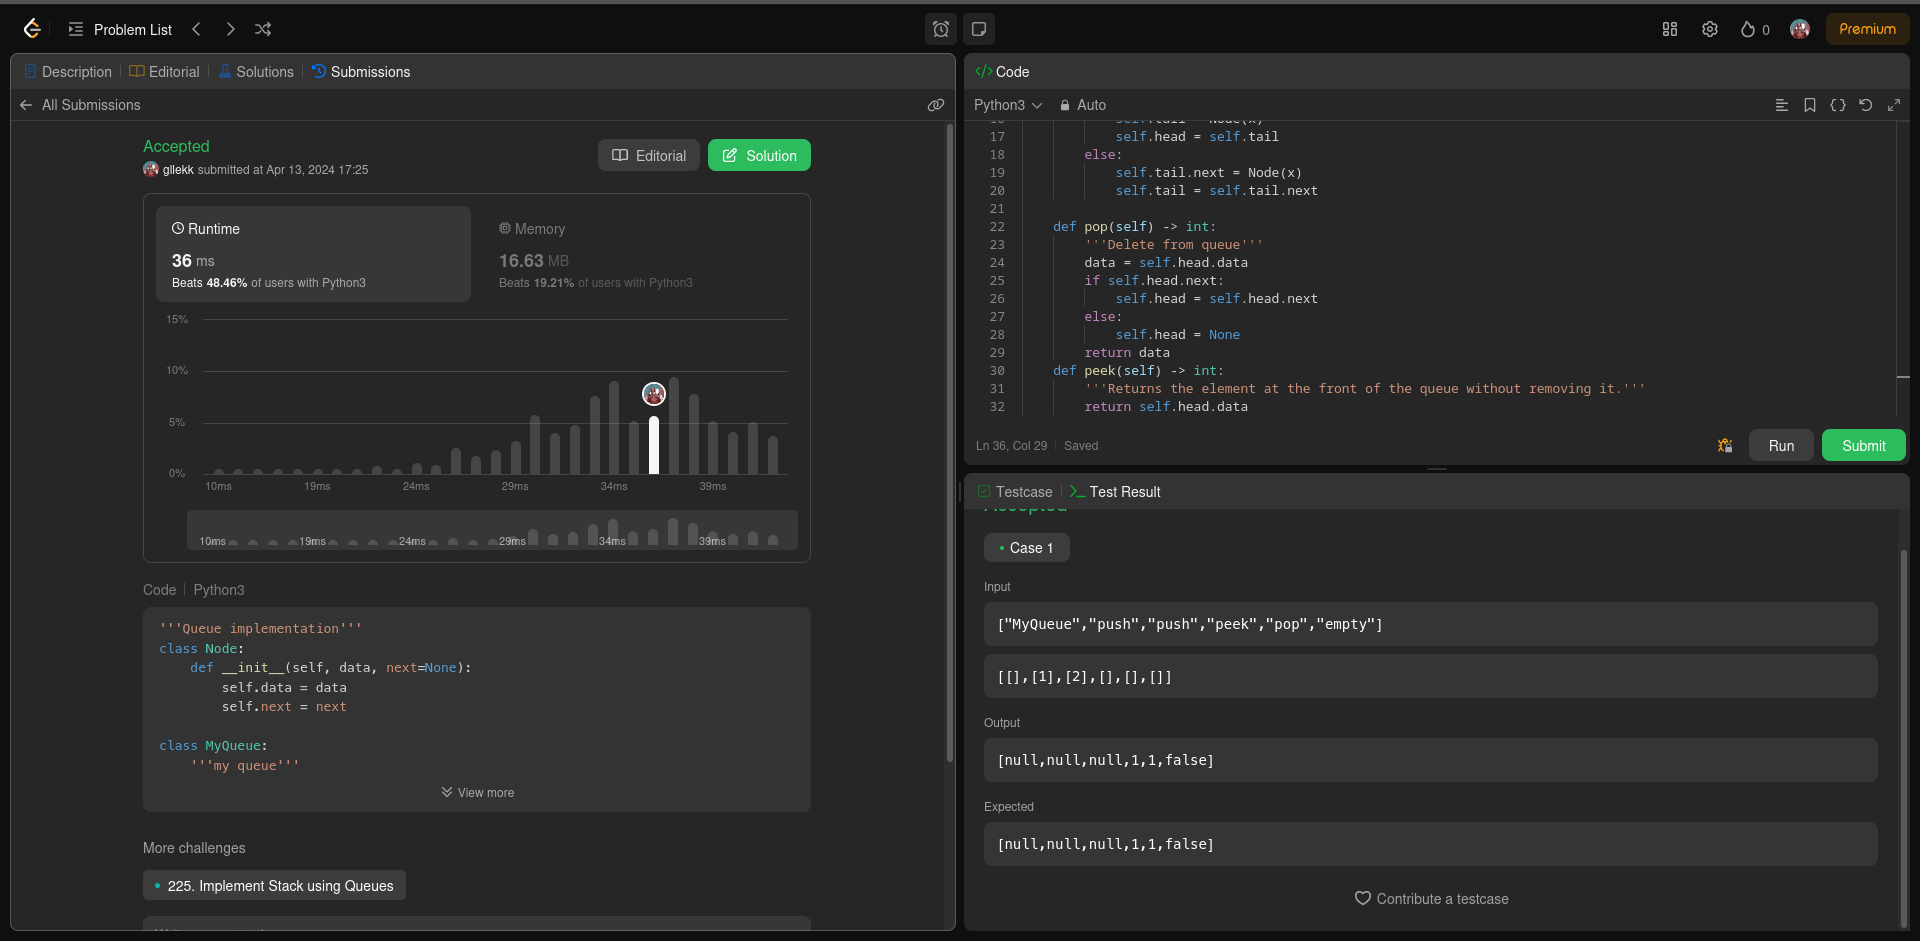 Problem List
0
Premium
Description
Editorial
Solutions
Submissions
All Submissions
Accepted
gllekk submitted at Apr 13, 2024 17:25
Editorial
Solution
Runtime
36 ms
Beats 48.46% of users with Python3
Memory
16.63 MB
Beats 19.21% of users with Python3
15%
10%
5%
0%
10ms 19ms 24ms 29ms 34ms 39ms
10ms 19ms 24ms 29ms 34ms 39ms
Code
Python3
'''Queue implementation'''
class Node:
    def __init__(self, data, next=None):
        self.data = data
        self.next = next
class MyQueue:
    '''my queue'''
View more
More challenges
225. Implement Stack using Queues
Code
Python3
Auto
16 self.tail = Node(x)
17 self.head = self.tail
18 else:
19 self.tail.next = Node(x)
20 self.tail = self.tail.next
21
22 def pop(self) -> int:
23 '''Delete from queue'''
24 data = self.head.data
25 if self.head.next:
26 self.head = self.head.next
27 else:
28 self.head = None
29 return data
30 def peek(self) -> int:
31 '''Returns the element at the front of the queue without removing it.'''
32 return self.head.data
Ln 36, Col 29
Saved
Run
Submit
Testcase
Test Result
Accepted
Case 1
Input
["MyQueue","push","push","peek","pop","empty"]
[[],[1],[2],[],[],[]]
Output
[null,null,null,1,1,false]
Expected
[null,null,null,1,1,false]
Contribute a testcase